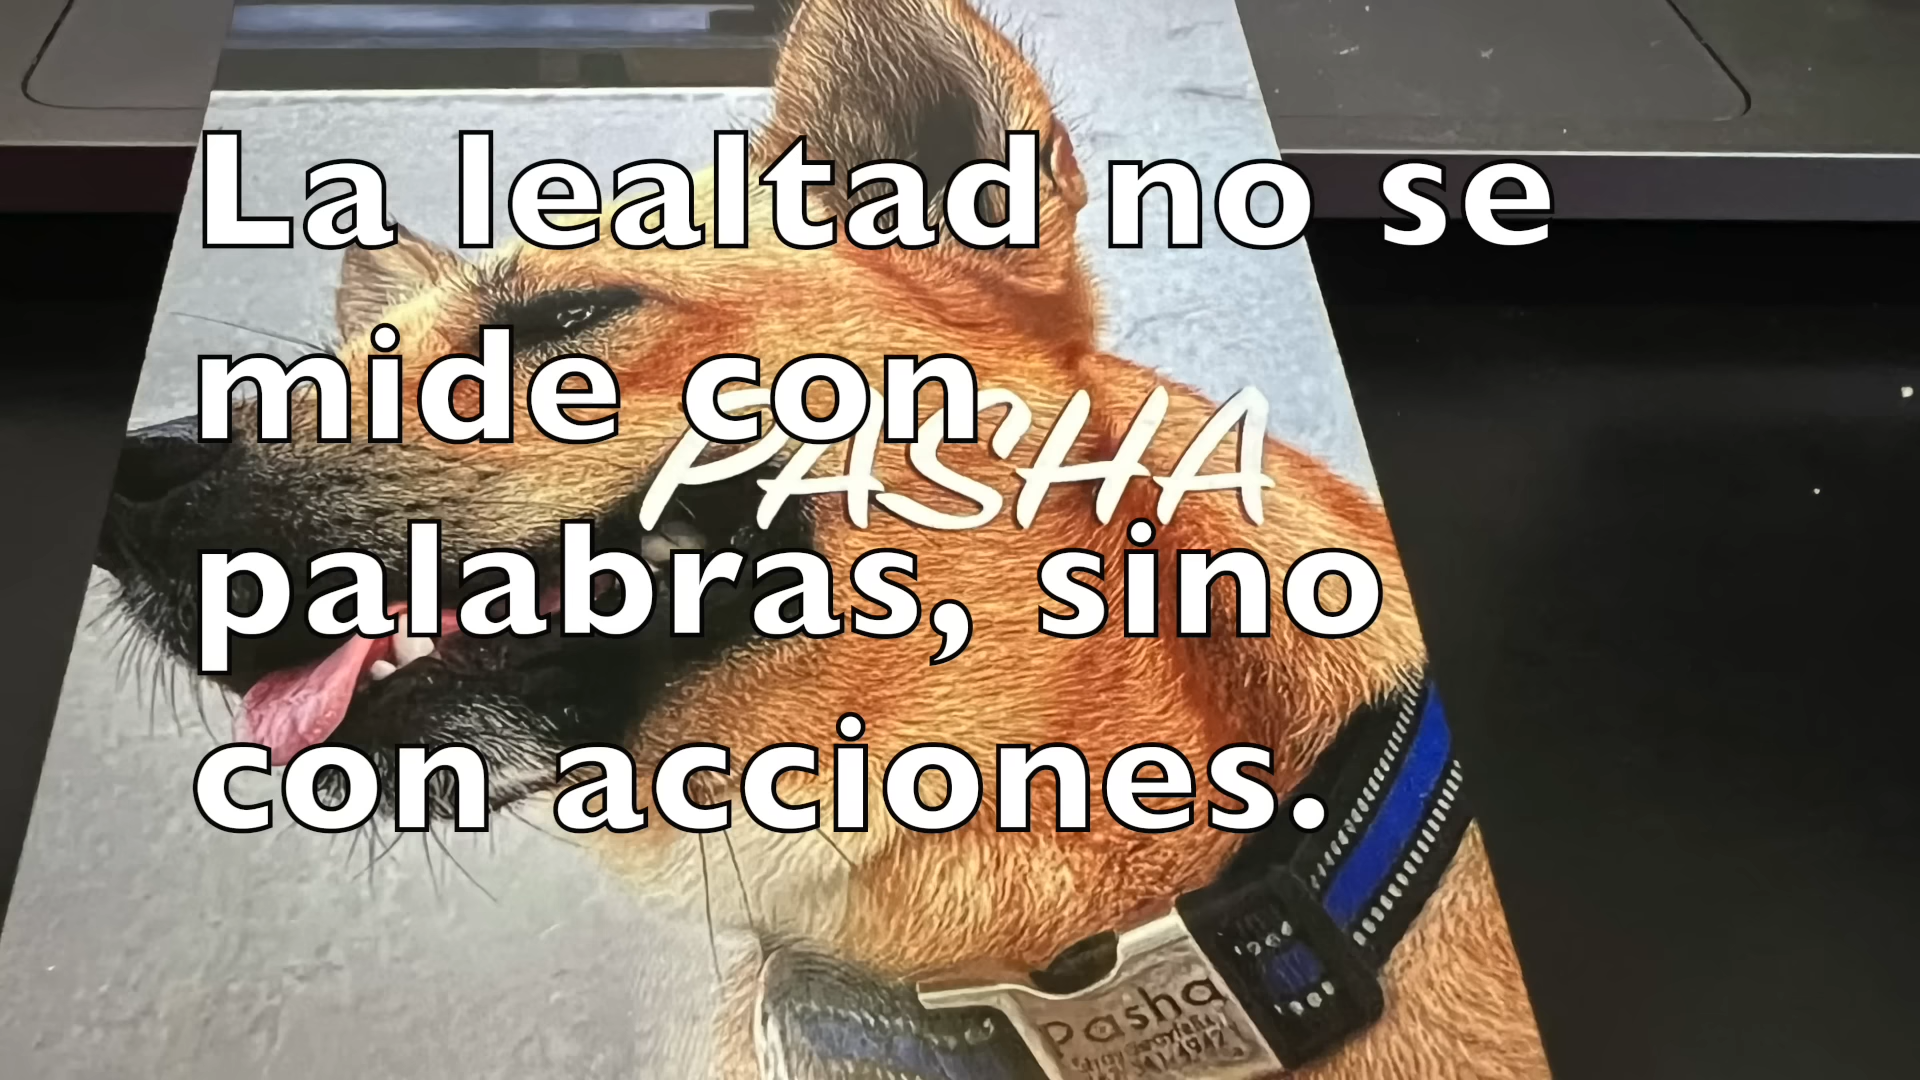 La lealtad no se
mide con
PASHA
palabras, sino
con acciones.
Pasha